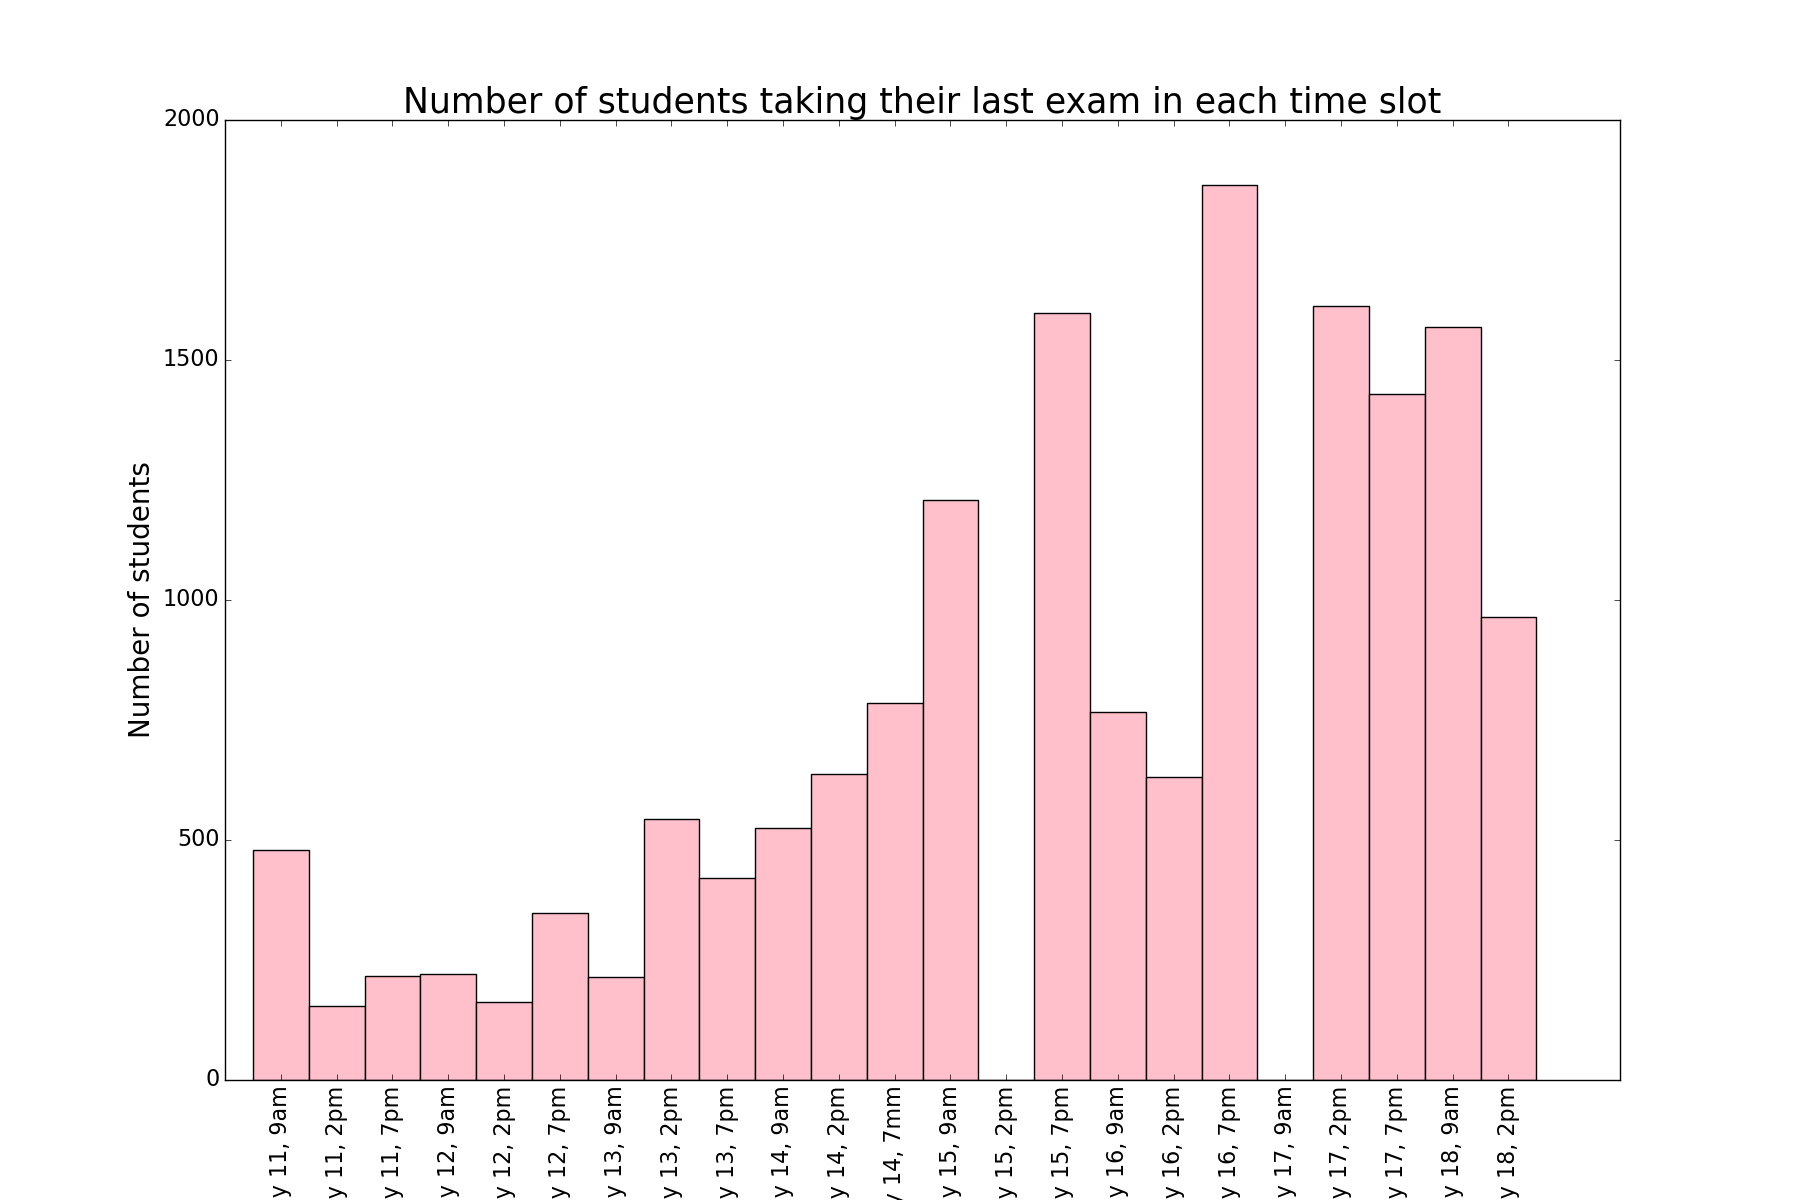 Number of students taking their last exam in each time slot
Number of students
2000
1500
1000
500
0
y 11, 9am
y 11, 2pm
y 11, 7pm
y 12, 9am
y 12, 2pm
y 12, 7pm
y 13, 9am
y 13, 2pm
y 13, 7pm
y 14, 9am
y 14, 2pm
y 14, 7mm
y 15, 9am
y 15, 2pm
y 15, 7pm
y 16, 9am
y 16, 2pm
y 16, 7pm
y 17, 9am
y 17, 2pm
y 17, 7pm
y 18, 9am
y 18, 2pm